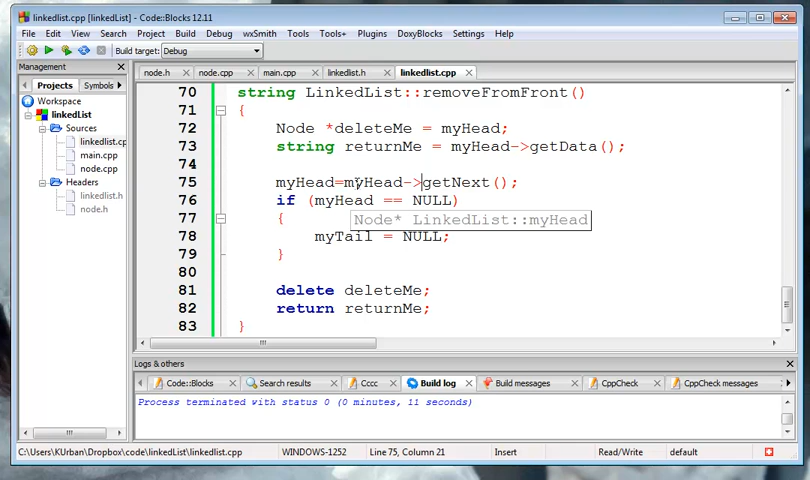 linkedlist.cpp [linkedList] - Code::Blocks 12.11
File Edit View Search Project Build Debug wxSmith Tools Tools+ Plugins DoxyBlocks Settings Help
Build target: Debug
Management
Projects Symbols
Workspace
linkedList
Sources
linkedlist.cp
main.cpp
node.cpp
Headers
linkedlist.h
node.h
node.h node.cpp main.cpp linkedlist.h linkedlist.cpp
70 string LinkedList::removeFromFront()
71 {
72 Node *deleteMe = myHead;
73 string returnMe = myHead->getData();
74
75 myHead=myHead->getNext();
76 if (myHead == NULL)
77 {
Node* LinkedList::myHead
78 myTail = NULL;
79 }
80
81 delete deleteMe;
82 return returnMe;
83 }
Logs & others
Code::Blocks Search results Cccc Build log Build messages CppCheck CppCheck messages
Process terminated with status 0 (0 minutes, 11 seconds)
C:\Users\KUrban\Dropbox\code\linkedList\linkedlist.cpp WINDOWS-1252 Line 75, Column 21 Insert Read/Write default